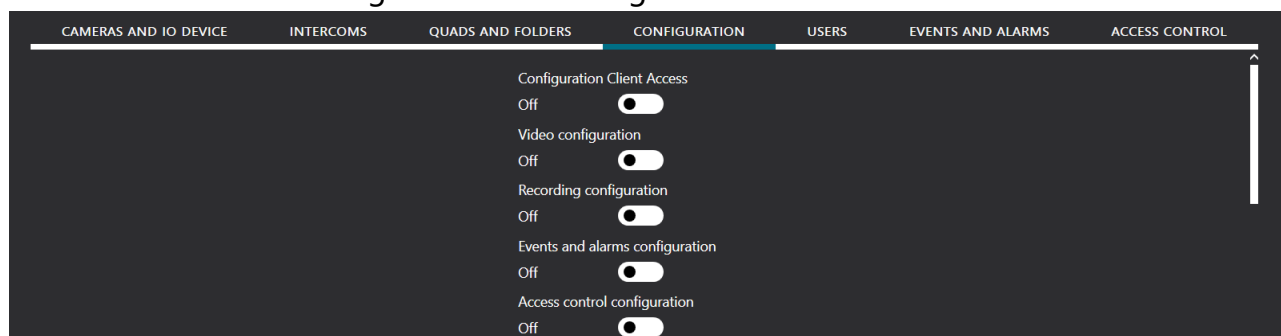 CAMERAS AND IO DEVICE INTERCOMS QUADS AND FOLDERS CONFIGURATION USERS EVENTS AND ALARMS ACCESS CONTROL
Configuration Client Access
Off
Video configuration
Off
Recording configuration
Off
Events and alarms configuration
Off
Access control configuration
Off